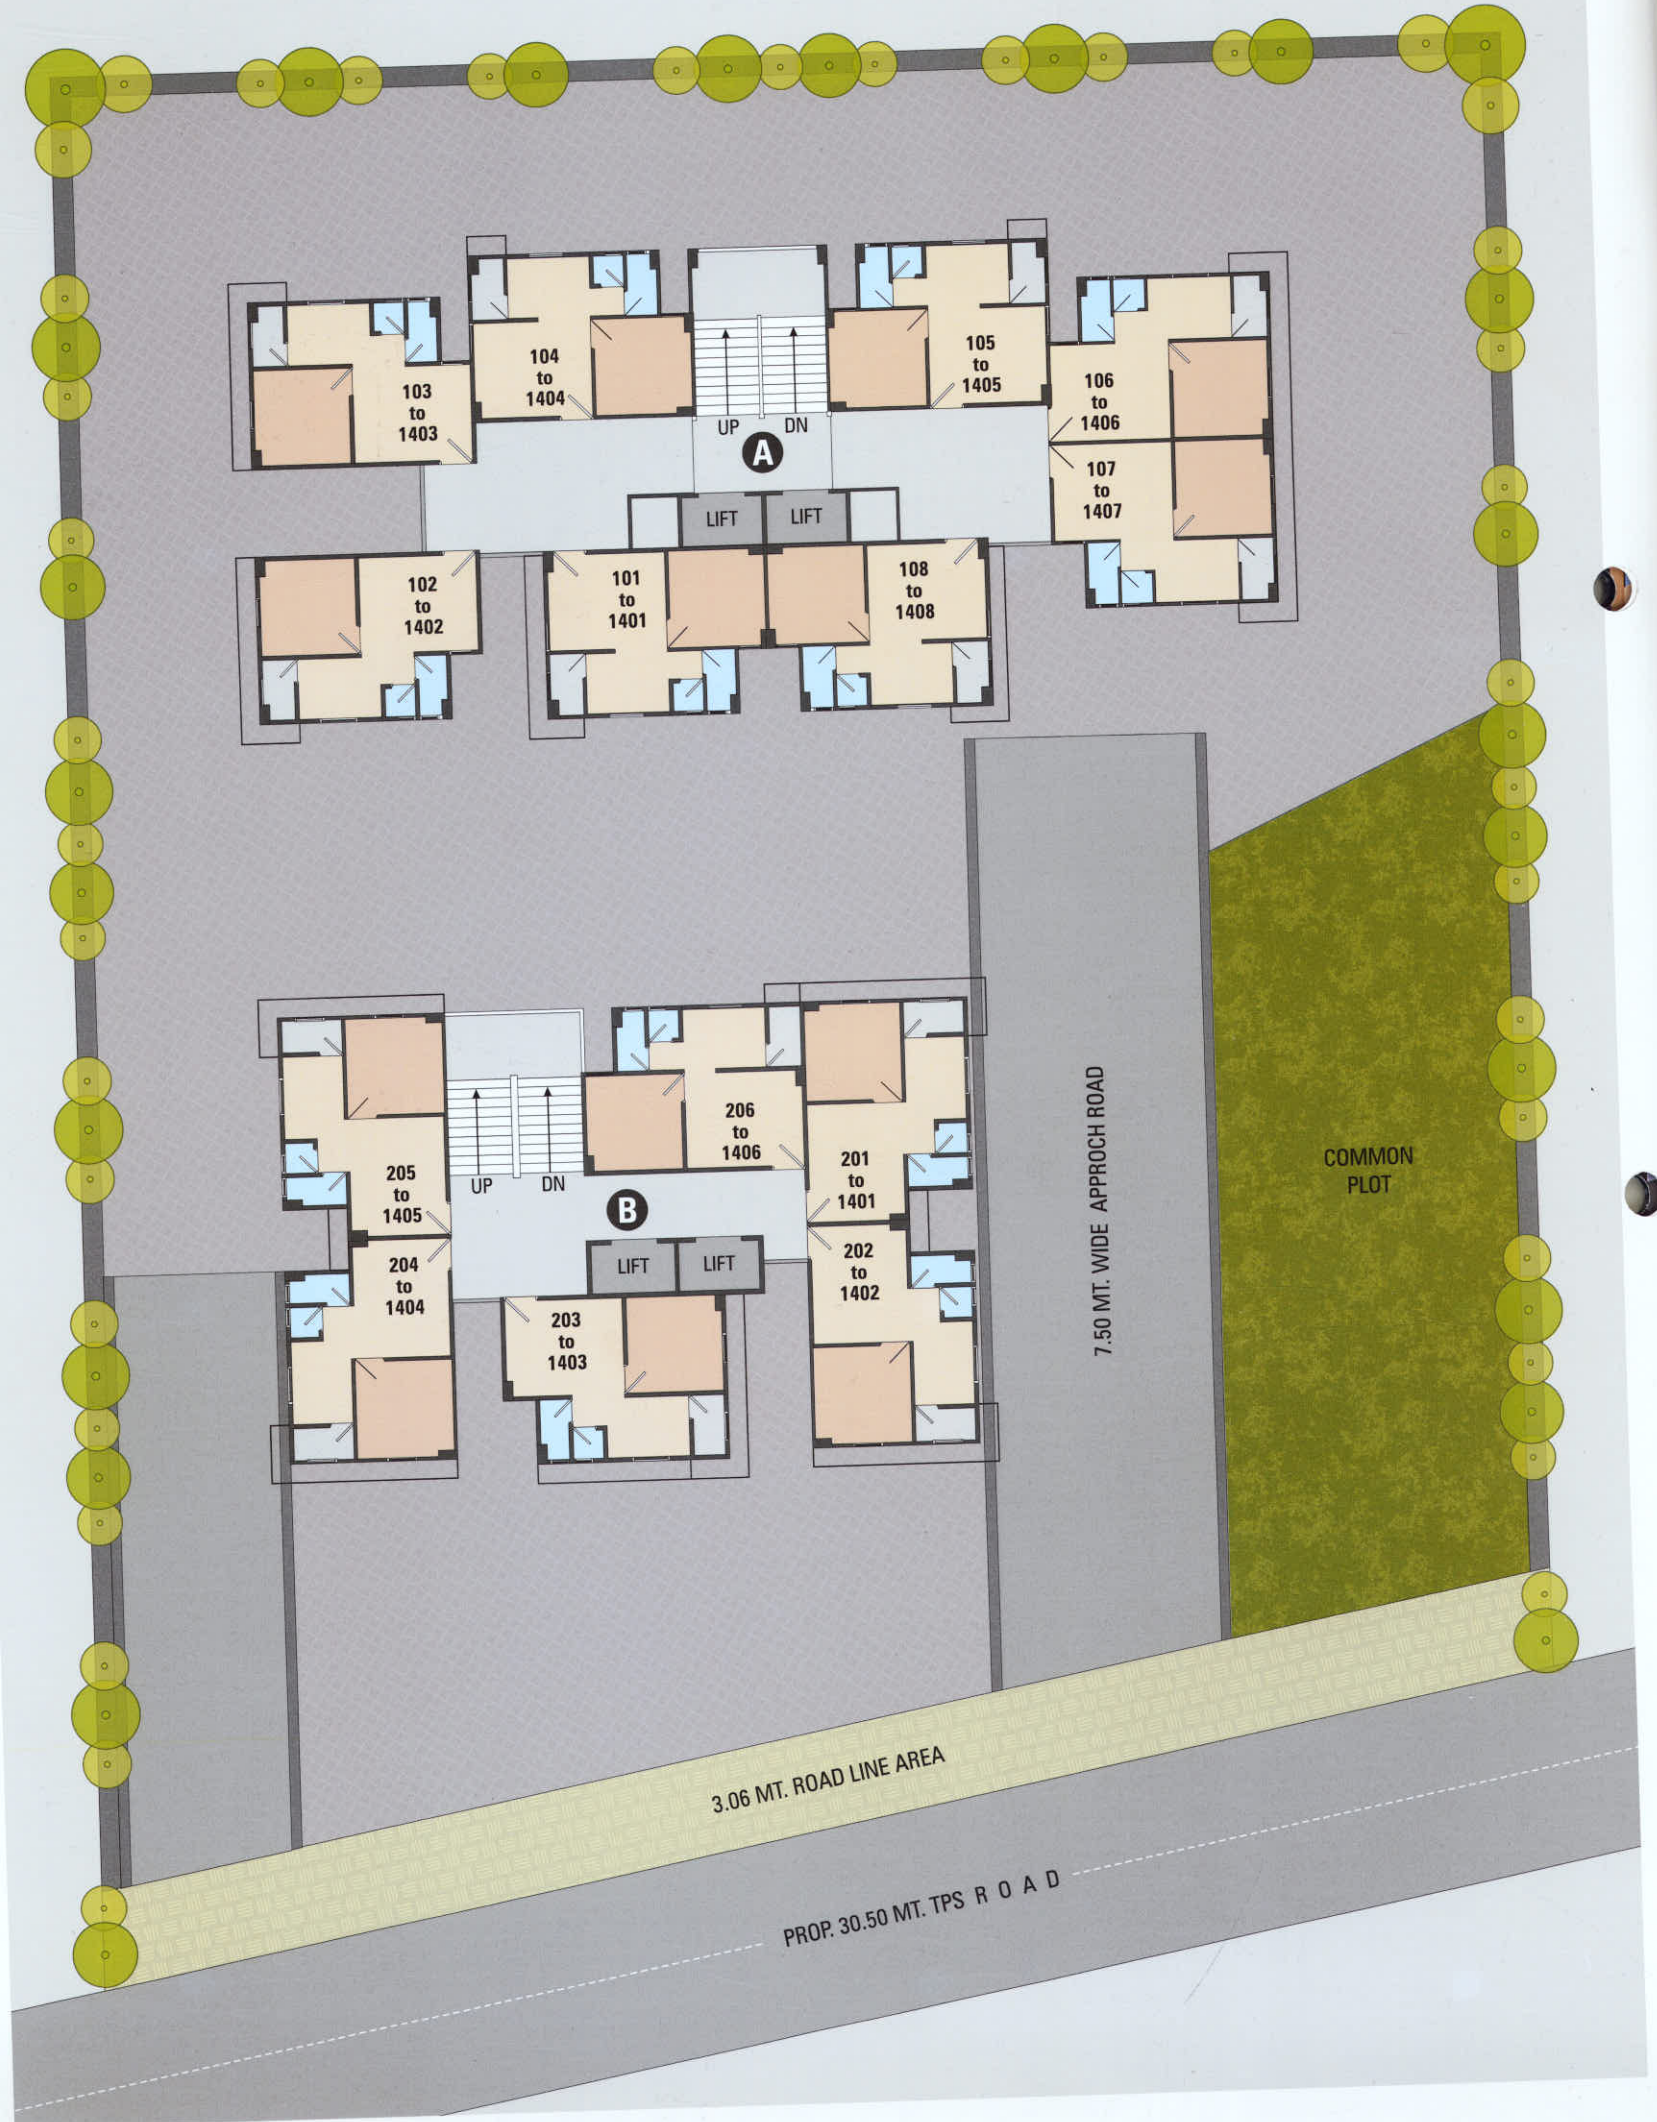 104
to
1404
105
to
1405
103
to
1403
106
to
1406
UP
DN
A
107
to
1407
LIFT
LIFT
102
to
1402
101
to
1401
108
to
1408
206
to
1406
205
to
1405
201
to
1401
UP
DN
B
204
to
1404
LIFT
LIFT
202
to
1402
203
to
1403
7.50 MT. WIDE APPROCH ROAD
COMMON
PLOT
3.06 MT. ROAD LINE AREA
PROP. 30.50 MT. TPS R O A D